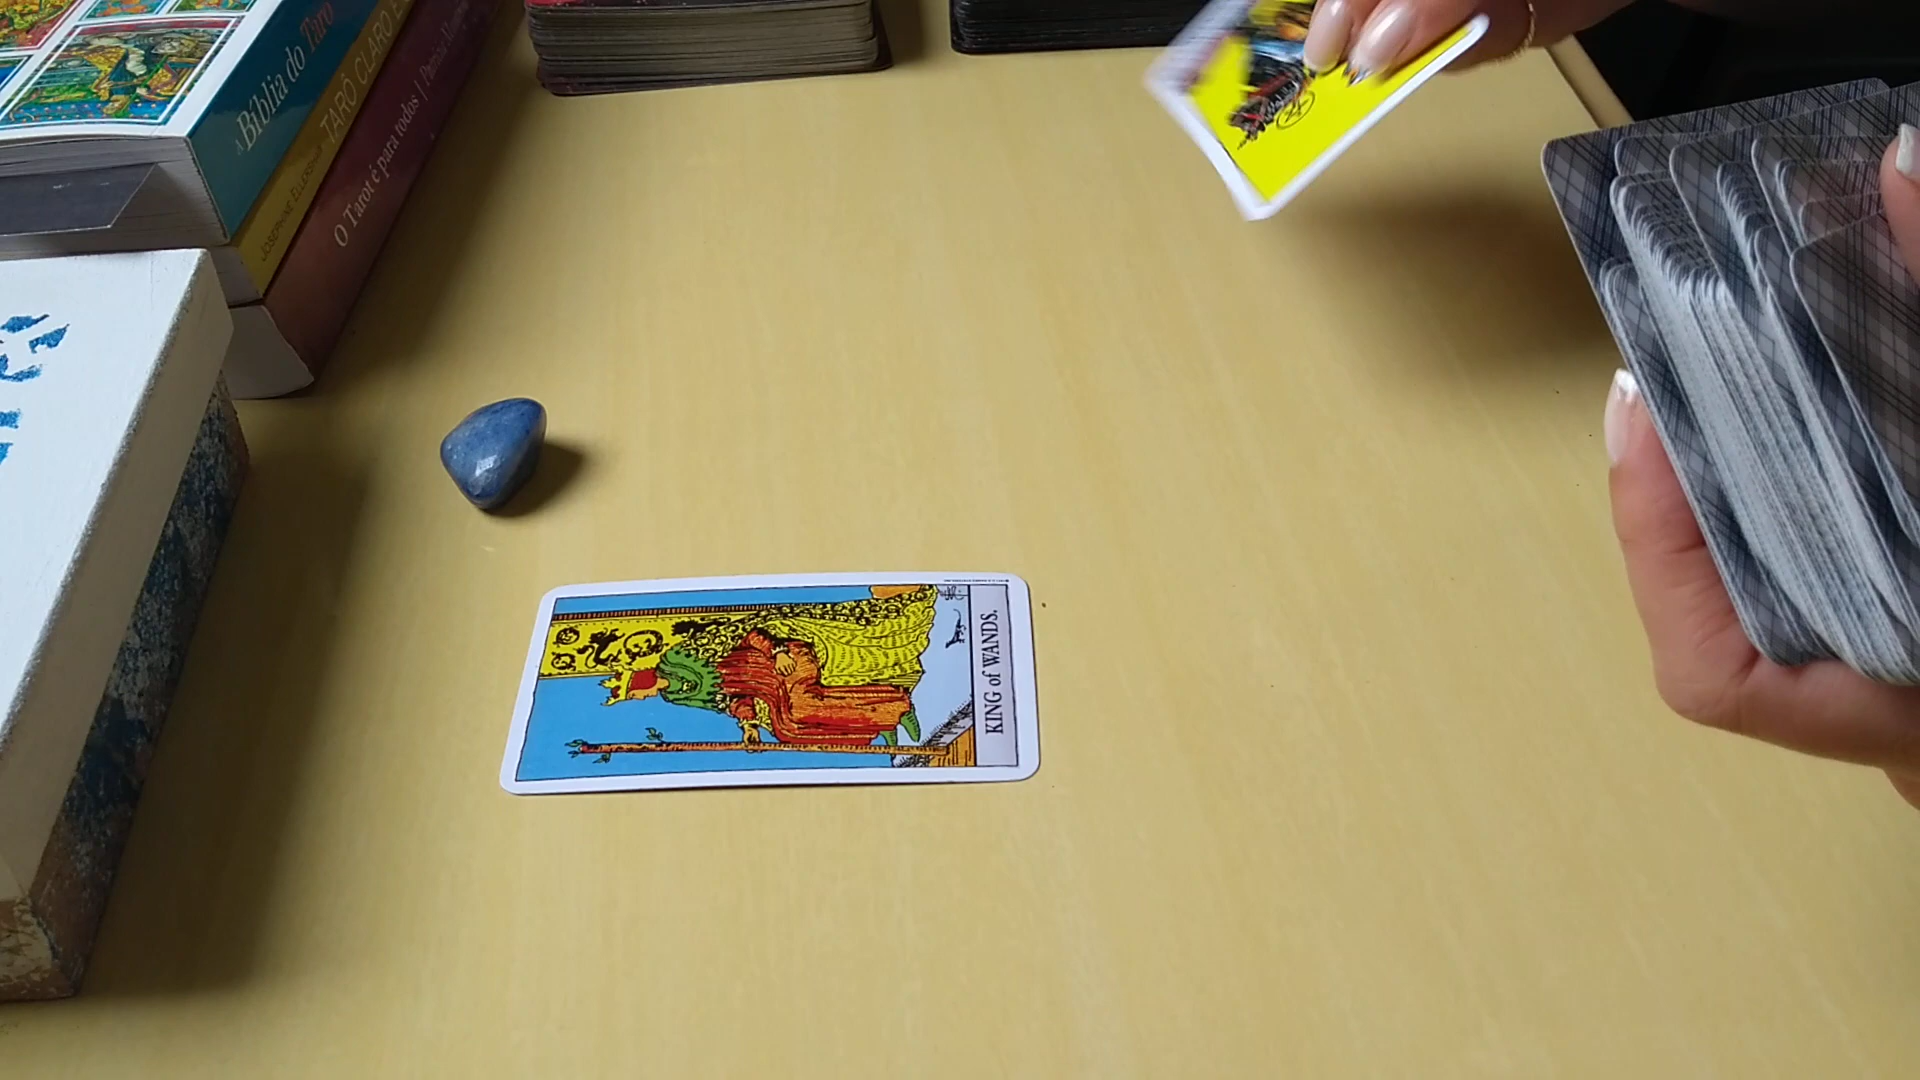 A Bíblia do Taro
JOSEPHINE ELLERSHAW TARÔ CLARO E
O Tarot é para todos |
KING of WANDS.